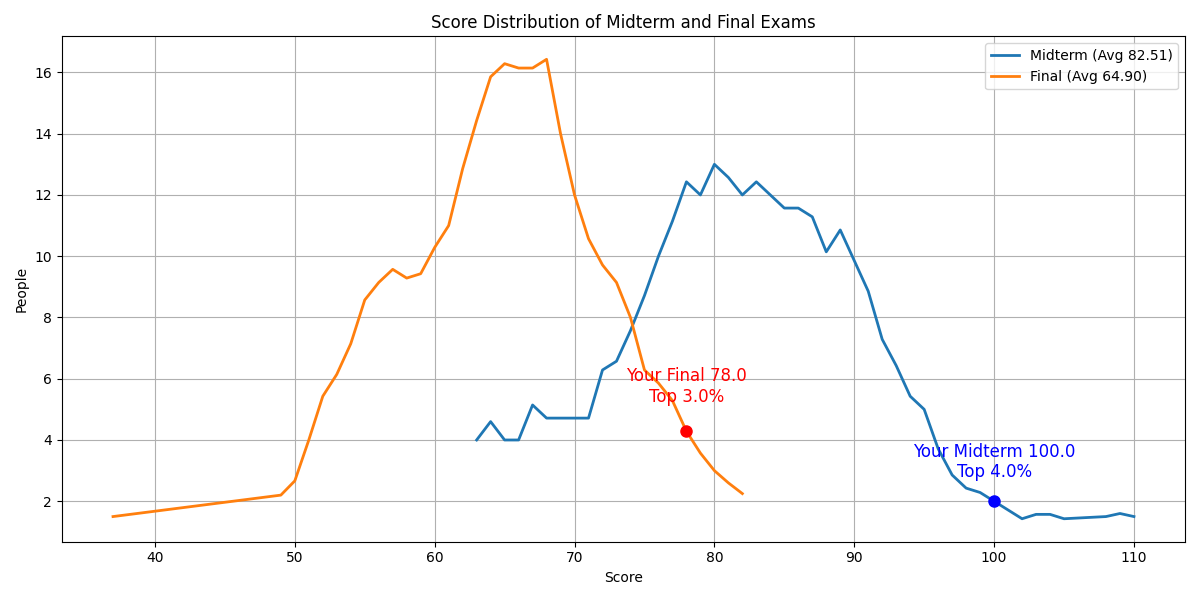 Score Distribution of Midterm and Final Exams
Midterm (Avg 82.51)
Final (Avg 64.90)
People
16
14
12
10
8
6
4
2
Your Final 78.0
Top 3.0%
Your Midterm 100.0
Top 4.0%
40
50
60
70
80
90
100
110
Score